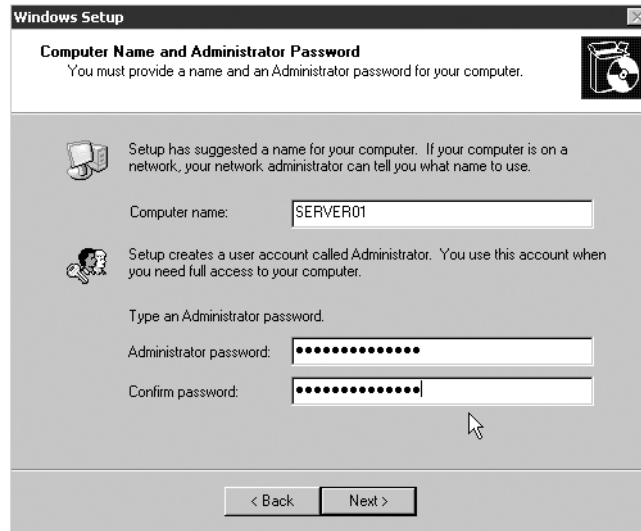 Windows Setup
Computer Name and Administrator Password
You must provide a name and an Administrator password for your computer.
Setup has suggested a name for your computer. If your computer is on a
network, your network administrator can tell you what name to use.
Computer name:
SERVER01
Setup creates a user account called Administrator. You use this account when
you need full access to your computer.
Type an Administrator password.
Administrator password:
●●●●●●●●●●●●●●
Confirm password:
●●●●●●●●●●●●●●
< Back
Next >